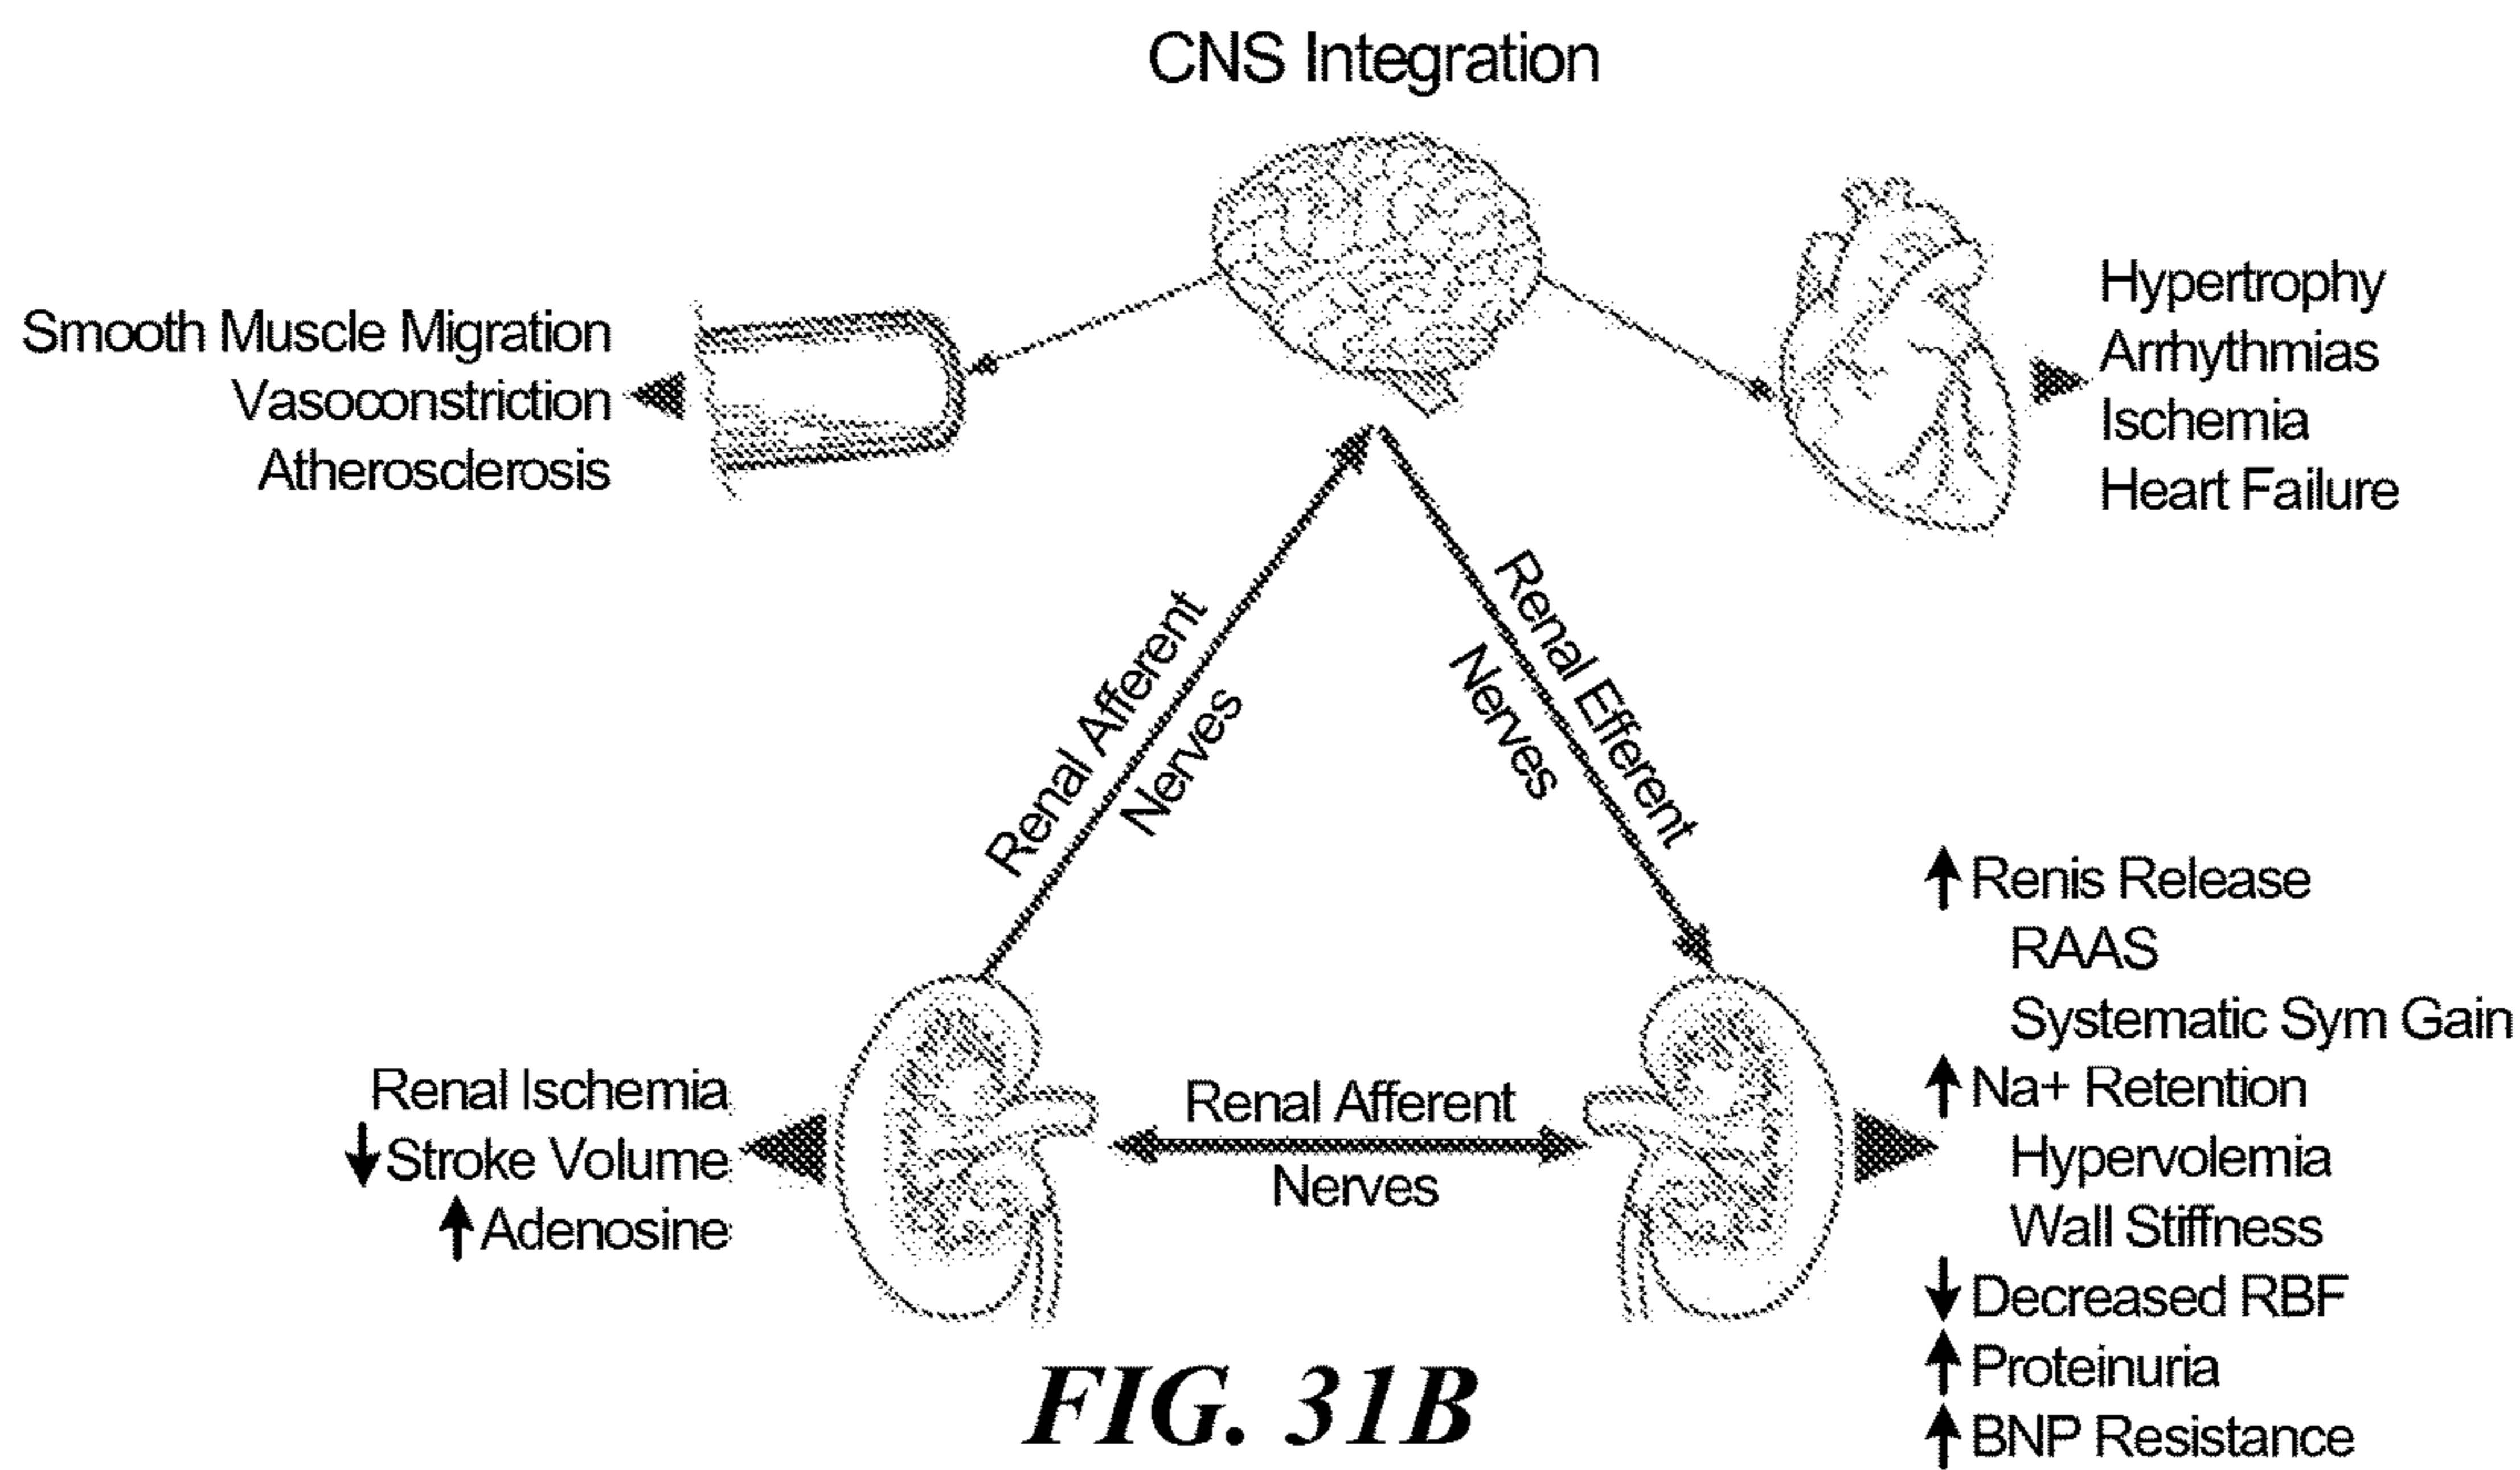 CNS Integration
Smooth Muscle Migration
Vasoconstriction
Atherosclerosis
Hypertrophy
Arrhythmias
Ischemia
Heart Failure
Renal Afferent
Nerves
Renal Efferent
Nerves
Renal Ischemia
↓ Stroke Volume
↑ Adenosine
Renal Afferent
Nerves
↑ Renis Release
RAAS
Systematic Sym Gain
↑ Na+ Retention
Hypervolemia
Wall Stiffness
↓ Decreased RBF
↑ Proteinuria
↑ BNP Resistance
FIG. 31B